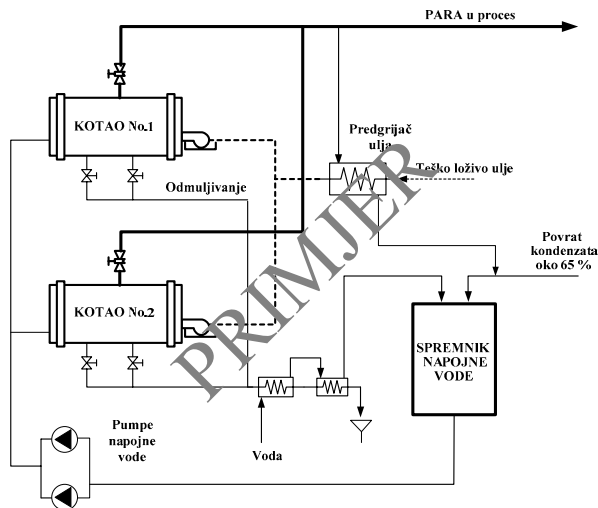 PARA u proces
KOTAO No.1
Predgrijač
ulja
Teško loživo ulje
Odmuljivanje
Povrat
kondenzata
oko 65 %
KOTAO No.2
SPREMNIK
NAPOJNE
VODE
Pumpe
napojne
vode
Voda
PRIMJER